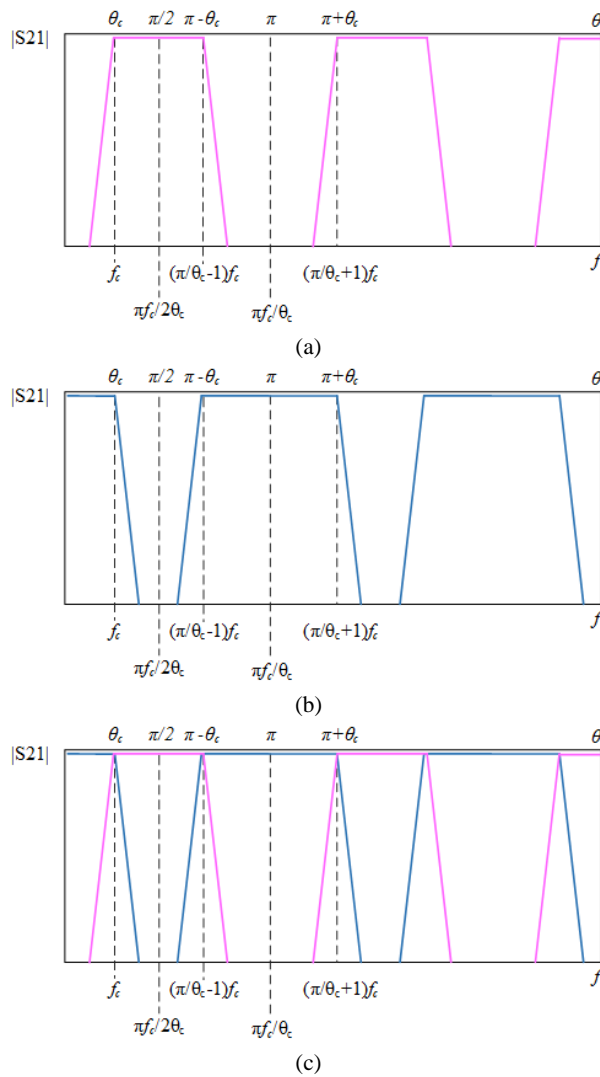 θc π/2 π-θc π π+θc θ
|S21|
fc (π/θc-1)fc (π/θc+1)fc f
πfc/2θc πfc/θc
(a)
θc π/2 π-θc π π+θc θ
|S21|
fc (π/θc-1)fc (π/θc+1)fc f
πfc/2θc πfc/θc
(b)
θc π/2 π-θc π π+θc θ
|S21|
fc (π/θc-1)fc (π/θc+1)fc f
πfc/2θc πfc/θc
(c)